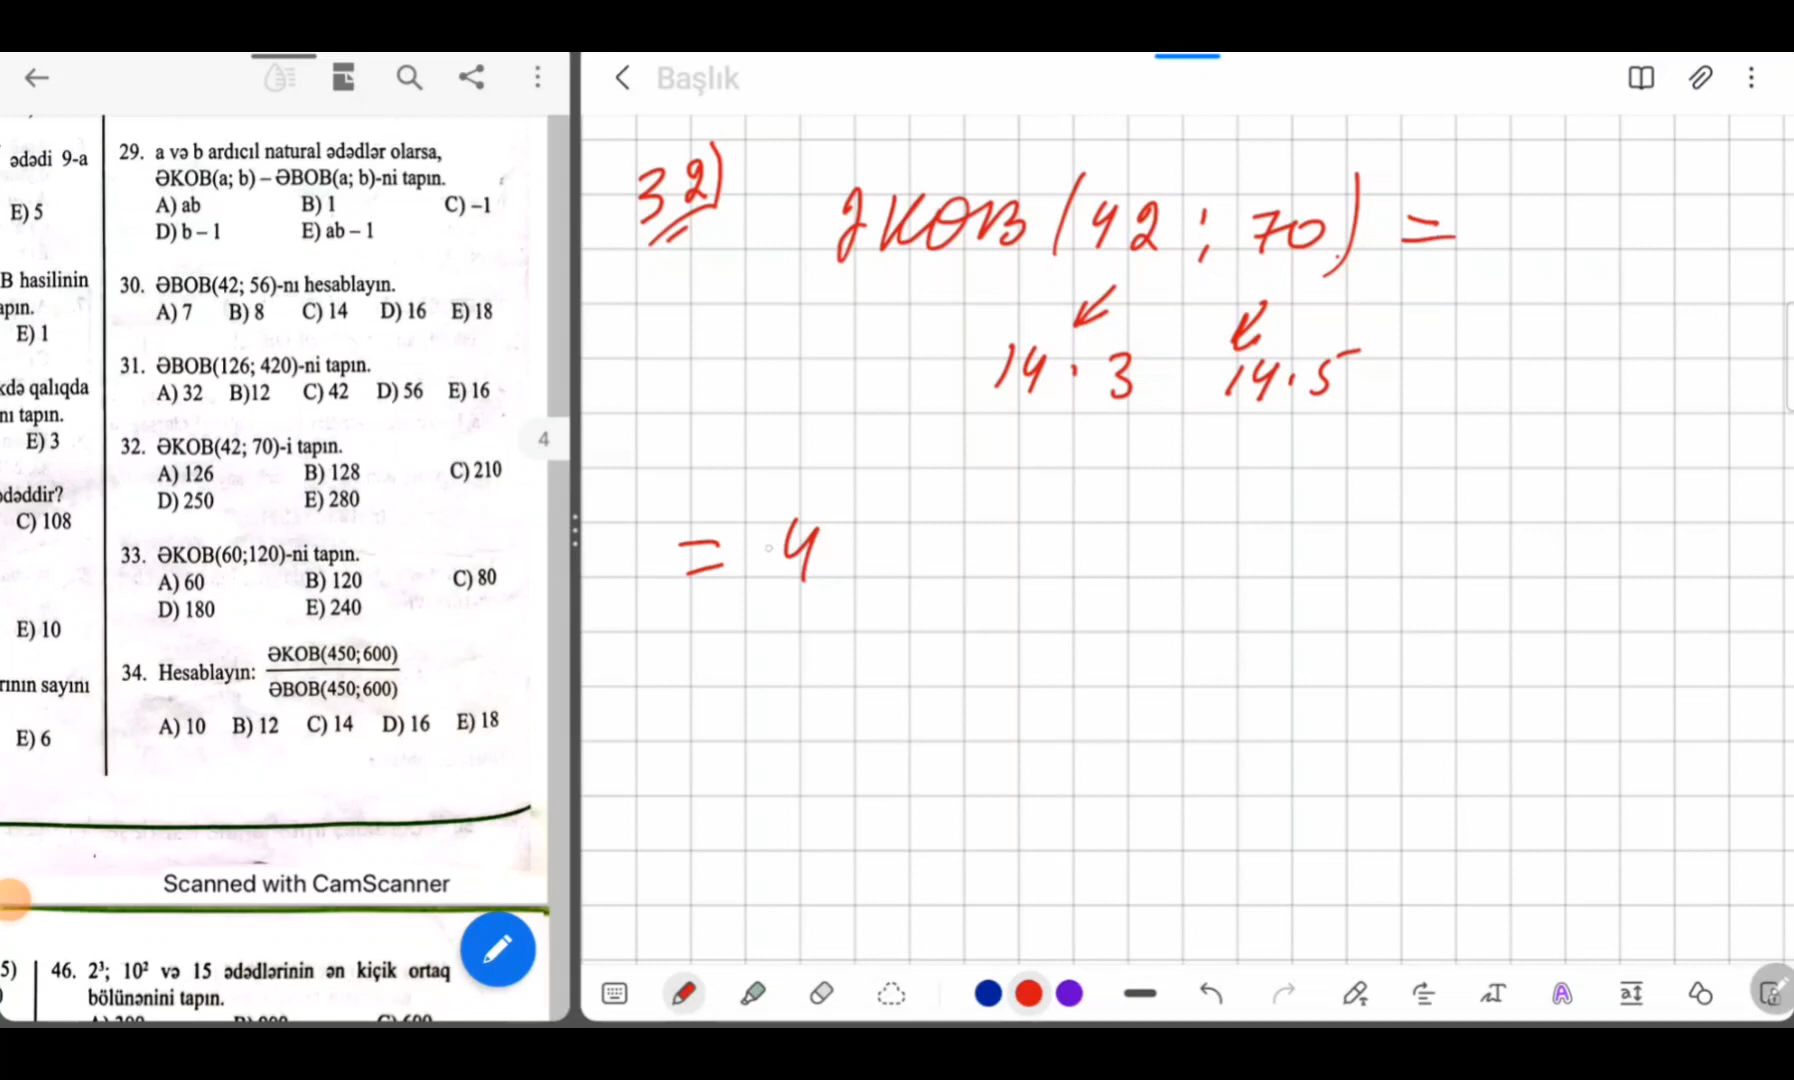 Başlık
ədədi 9-a
E) 5
B hasilinin
apın.
E) 1
kdə qalıqda
nı tapın.
E) 3
ədəddir?
C) 108
E) 10
rının sayını
E) 6
29. a və b ardıcıl natural ədədlər olarsa,
ƏKOB(a; b) – ƏBOB(a; b)-ni tapın.
A) ab B) 1 C) –1
D) b – 1 E) ab – 1
30. ƏBOB(42; 56)-nı hesablayın.
A) 7 B) 8 C) 14 D) 16 E) 18
31. ƏBOB(126; 420)-ni tapın.
A) 32 B)12 C) 42 D) 56 E) 16
32. ƏKOB(42; 70)-i tapın.
A) 126 B) 128 C) 210
D) 250 E) 280
33. ƏKOB(60;120)-ni tapın.
A) 60 B) 120 C) 80
D) 180 E) 240
34. Hesablayın: ƏKOB(450;600)
ƏBOB(450;600)
A) 10 B) 12 C) 14 D) 16 E) 18
4
Scanned with CamScanner
5)
46. 2³; 10² və 15 ədədlərinin ən kiçik ortaq
bölünənini tapın.
32) ƏKOB(42; 70) =
14 · 3 14 · 5
= 4